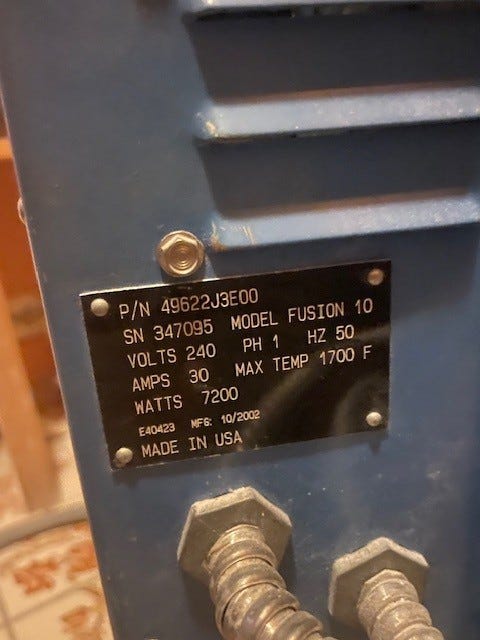 P/N 49622J3E00
SN 347095 MODEL FUSION 10
VOLTS 240 PH 1 HZ 50
AMPS 30 MAX TEMP 1700 F
WATTS 7200
E40423 MFG: 10/2002
MADE IN USA